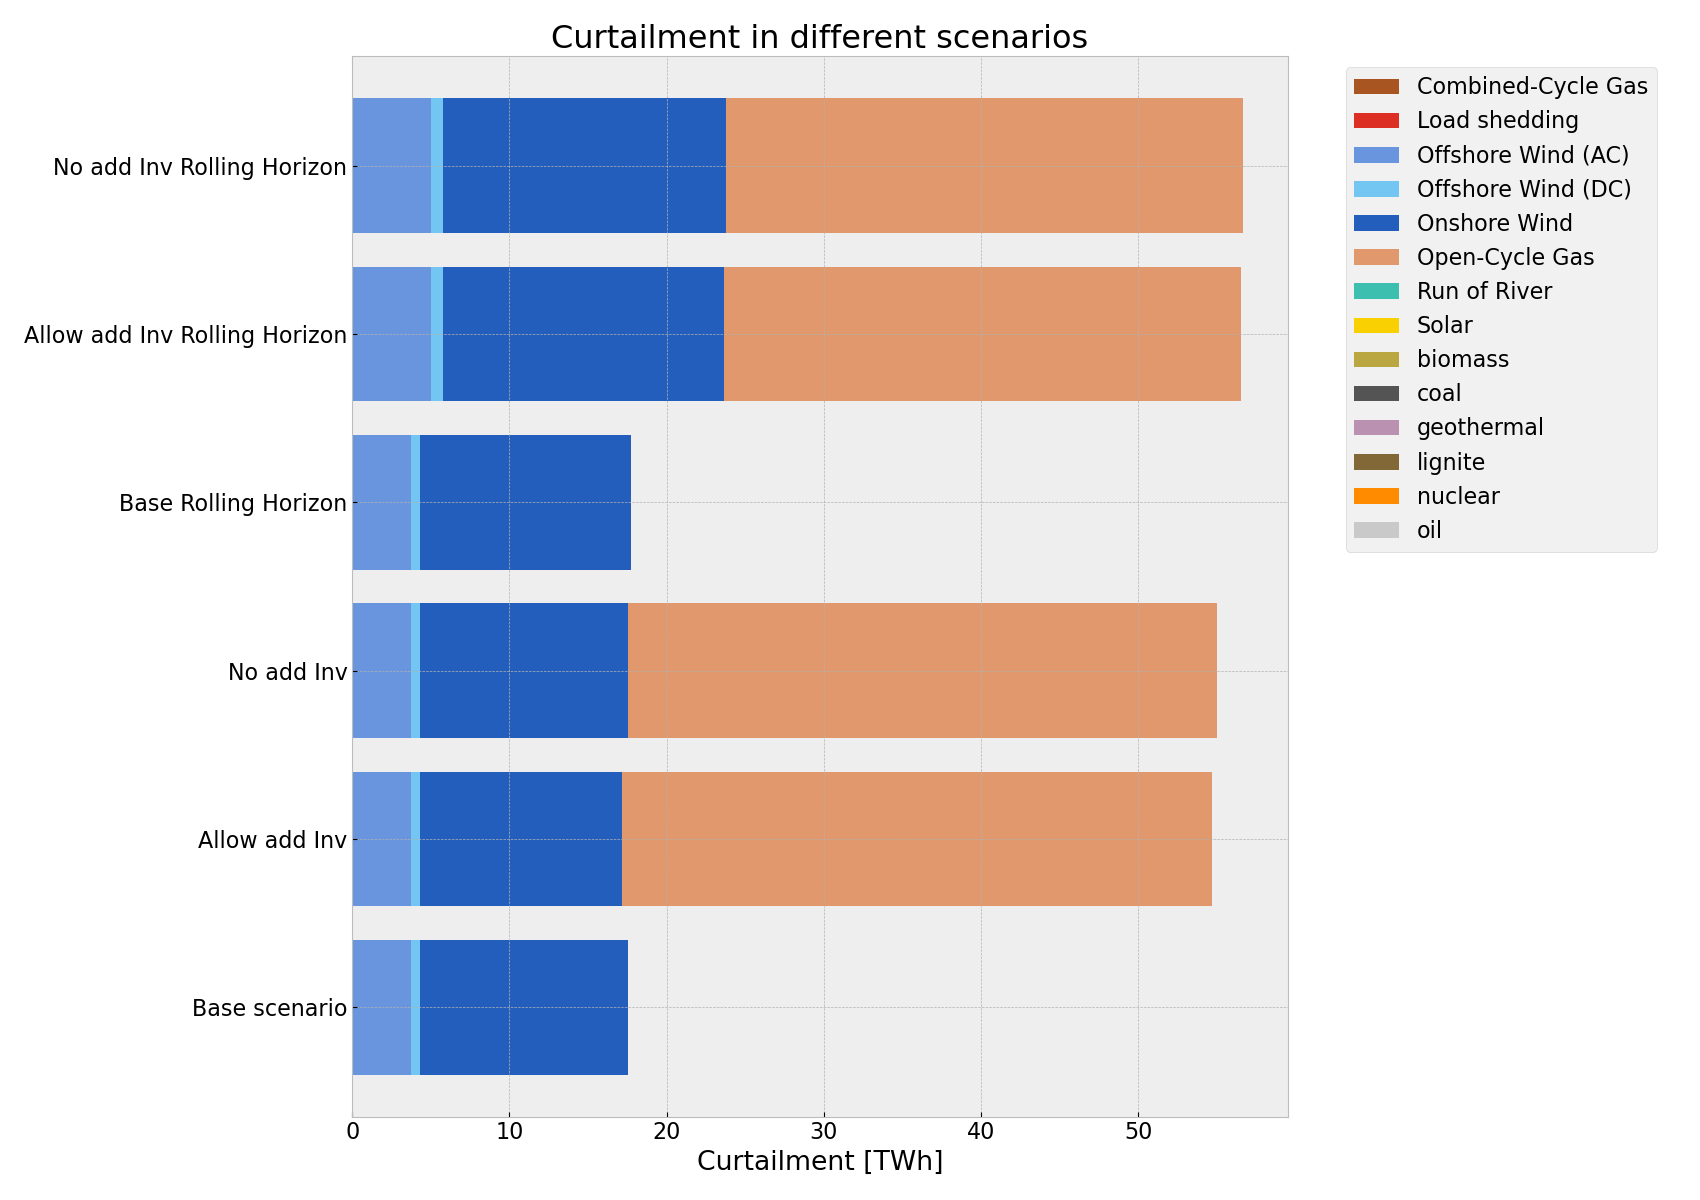 Curtailment in different scenarios
No add Inv Rolling Horizon
Allow add Inv Rolling Horizon
Base Rolling Horizon
No add Inv
Allow add Inv
Base scenario
0 10 20 30 40 50
Curtailment [TWh]
Combined-Cycle Gas
Load shedding
Offshore Wind (AC)
Offshore Wind (DC)
Onshore Wind
Open-Cycle Gas
Run of River
Solar
biomass
coal
geothermal
lignite
nuclear
oil